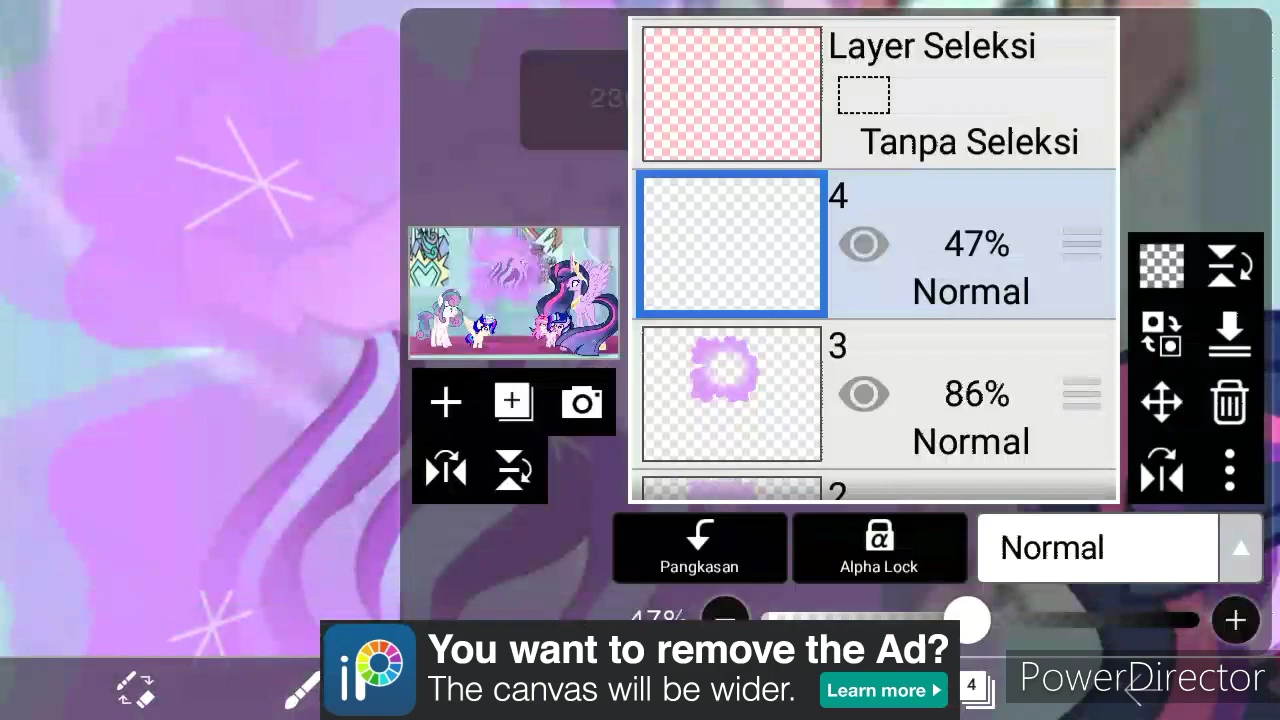 Layer Seleksi
Tanpa Seleksi
4
47%
Normal
3
86%
Normal
2
Pangkasan
Alpha Lock
Normal
47%
You want to remove the Ad?
The canvas will be wider.
Learn more
iP
4
PowerDirector